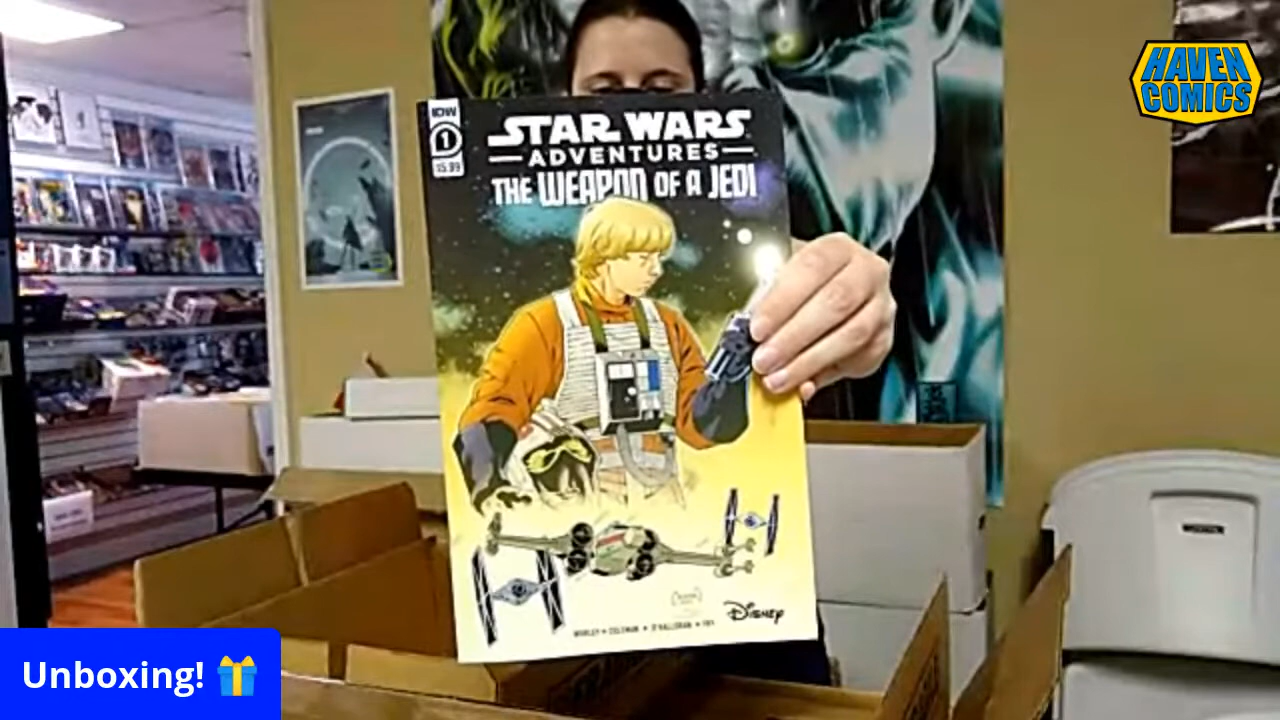 HAVEN
COMICS
IDW
1
$5.99
STAR WARS
ADVENTURES
THE WEAPON OF A JEDI
Disney
Unboxing! 🎁